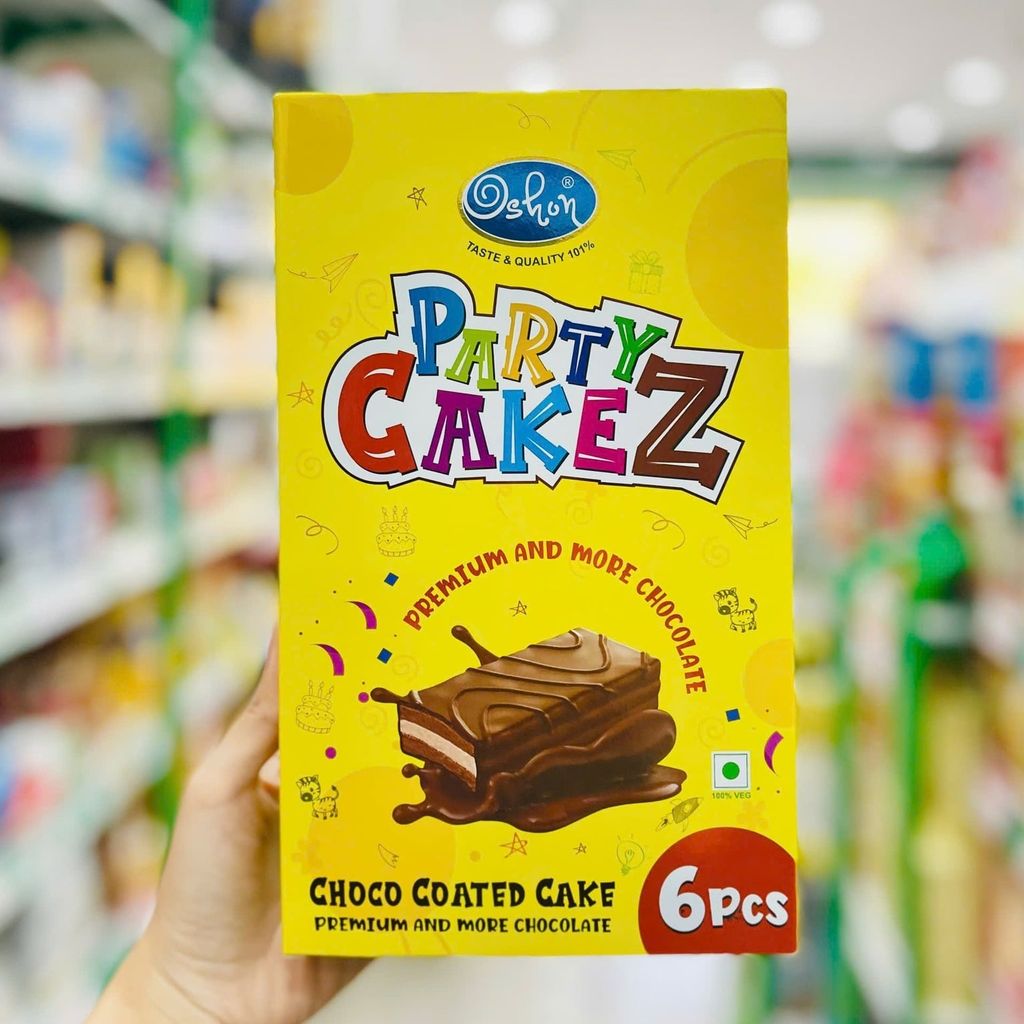 Oshon®
TASTE & QUALITY 101%
PARTY
CAKEZ
PREMIUM AND MORE CHOCOLATE
100% VEG
CHOCO COATED CAKE
PREMIUM AND MORE CHOCOLATE
6PCS